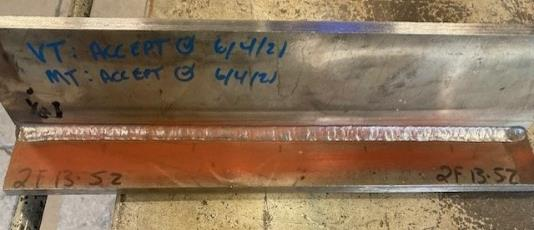 VT: ACCEPT 6/4/21
MT: ACCEPT 6/4/21
2F 13-52
2F 13-52